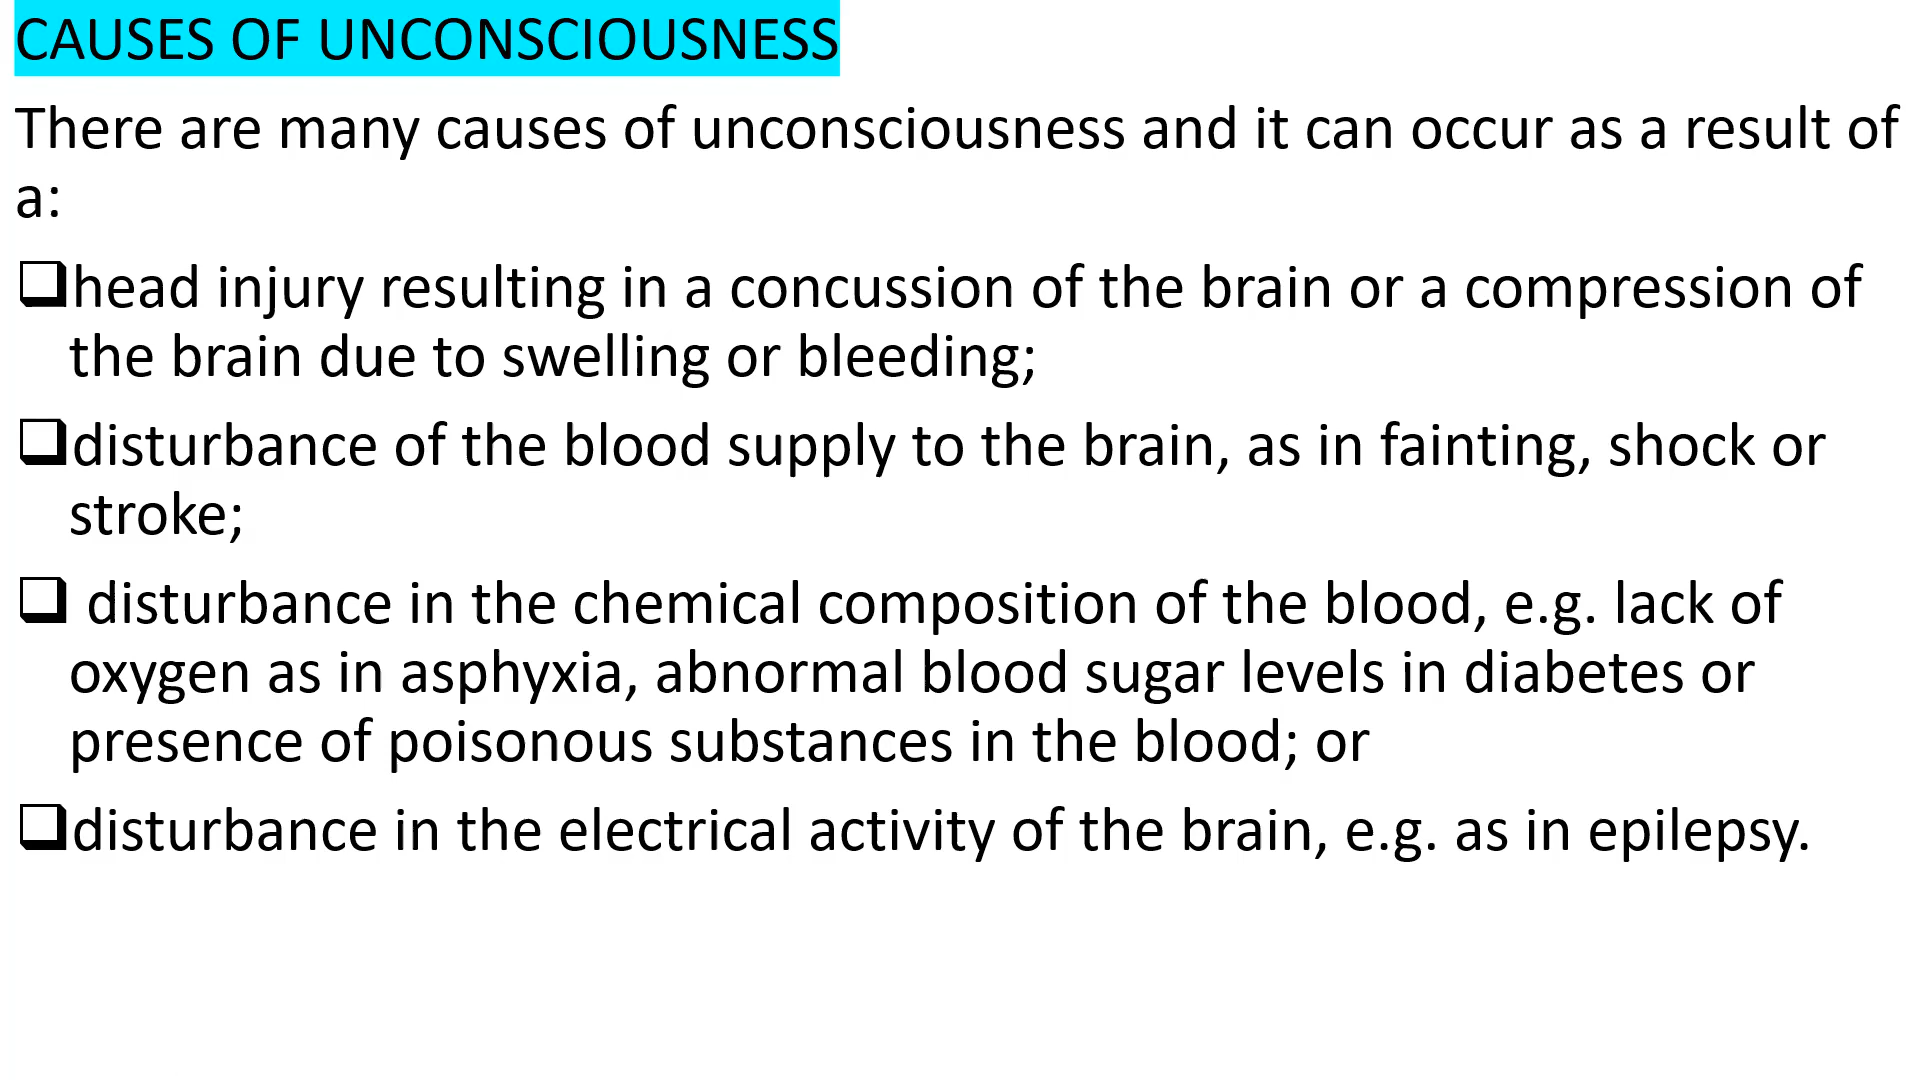 CAUSES OF UNCONSCIOUSNESS
There are many causes of unconsciousness and it can occur as a result of
a:
❑head injury resulting in a concussion of the brain or a compression of
the brain due to swelling or bleeding;
❑disturbance of the blood supply to the brain, as in fainting, shock or
stroke;
❑ disturbance in the chemical composition of the blood, e.g. lack of
oxygen as in asphyxia, abnormal blood sugar levels in diabetes or
presence of poisonous substances in the blood; or
❑disturbance in the electrical activity of the brain, e.g. as in epilepsy.